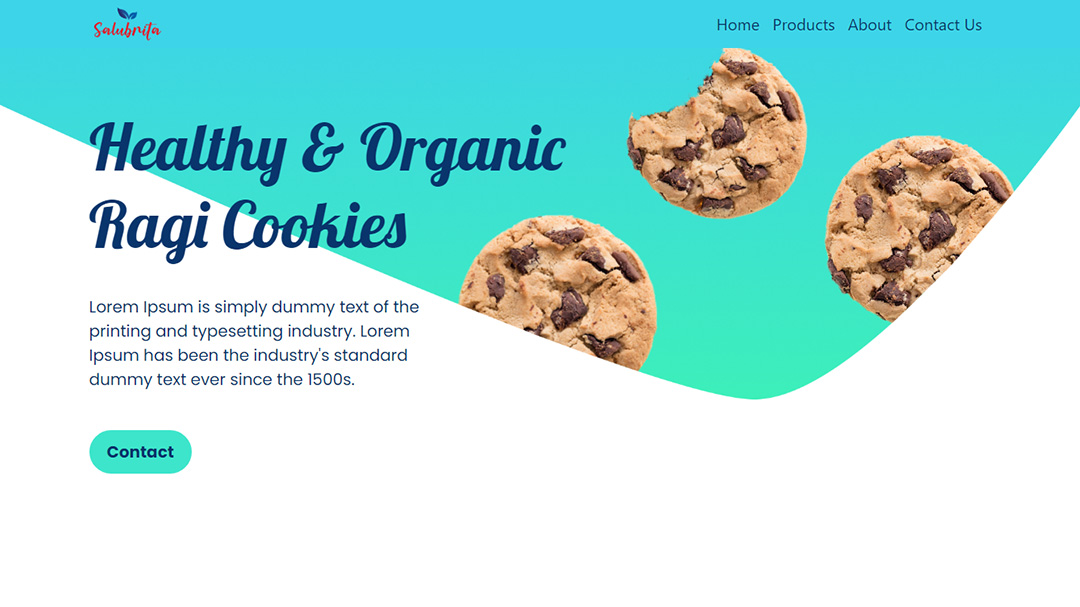 Salubrita
Home Products About Contact Us
Healthy & Organic
Ragi Cookies
Lorem Ipsum is simply dummy text of the
printing and typesetting industry. Lorem
Ipsum has been the industry's standard
dummy text ever since the 1500s.
Contact